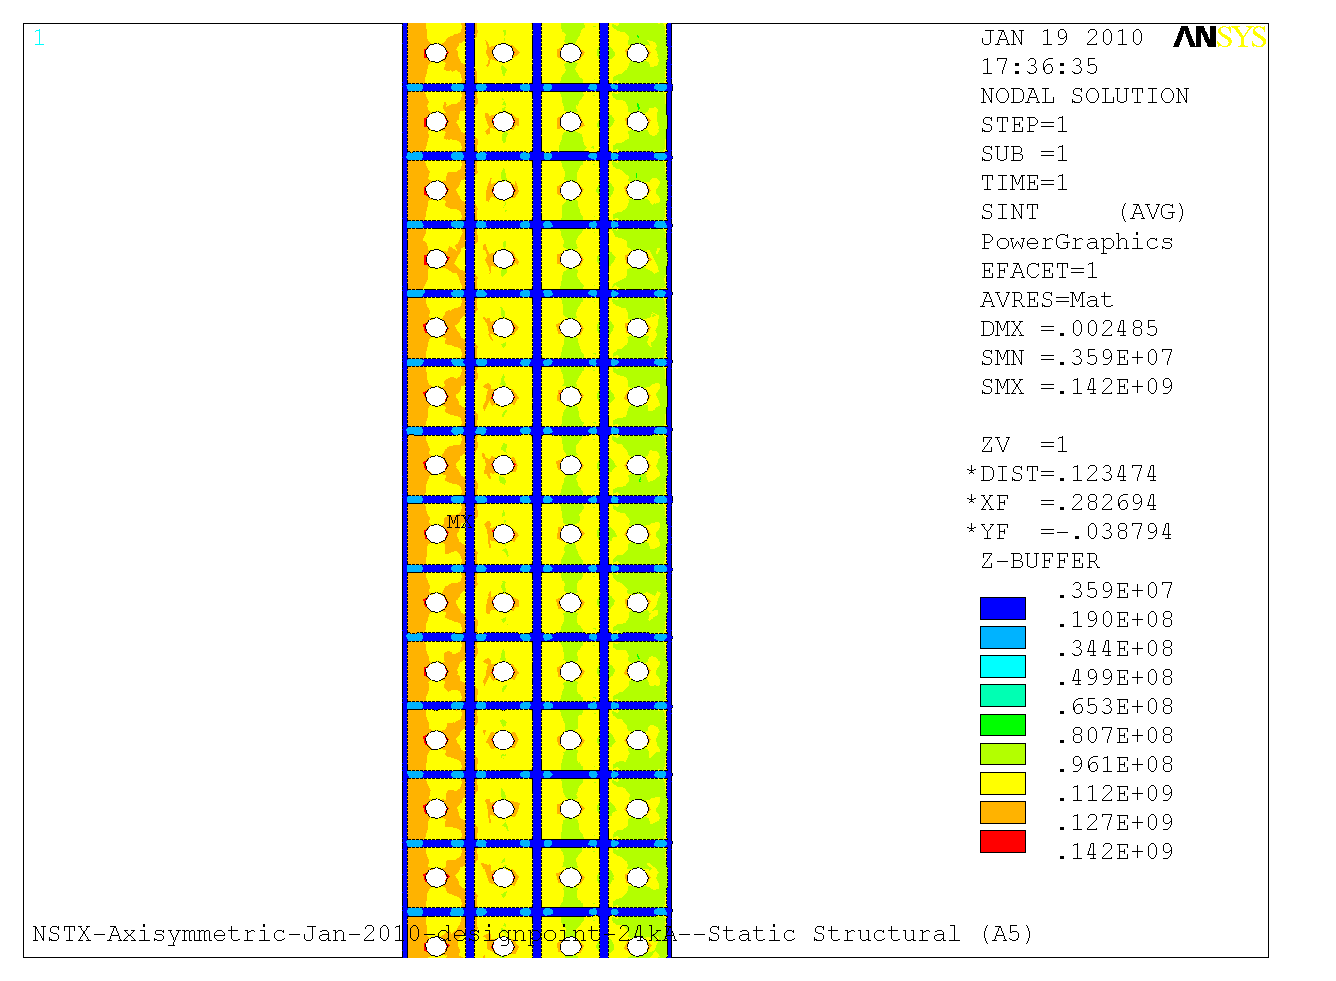 1
JAN 19 2010
ANSYS
17:36:35
NODAL SOLUTION
STEP=1
SUB =1
TIME=1
SINT (AVG)
PowerGraphics
EFACET=1
AVRES=Mat
DMX =.002485
SMN =.359E+07
SMX =.142E+09
ZV =1
*DIST=.123474
*XF =.282694
*YF =-.038794
Z-BUFFER
.359E+07
.190E+08
.344E+08
.499E+08
.653E+08
.807E+08
.961E+08
.112E+09
.127E+09
.142E+09
MX
NSTX-Axisymmetric-Jan-2010-designpoint-24kA--Static Structural (A5)